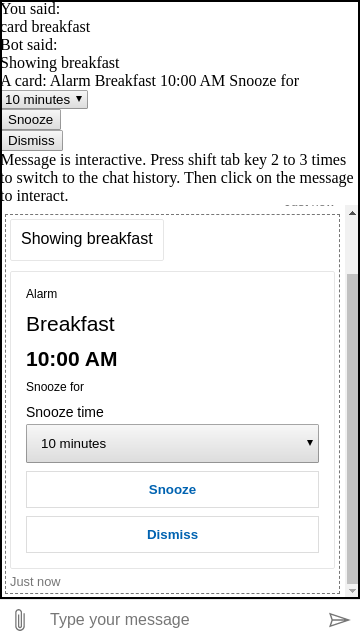 You said:
card breakfast
Bot said:
Showing breakfast
A card: Alarm Breakfast 10:00 AM Snooze for
10 minutes
Snooze
Dismiss
Message is interactive. Press shift tab key 2 to 3 times
to switch to the chat history. Then click on the message
to interact.
Showing breakfast
Alarm
Breakfast
10:00 AM
Snooze for
Snooze time
10 minutes
Snooze
Dismiss
Just now
Type your message